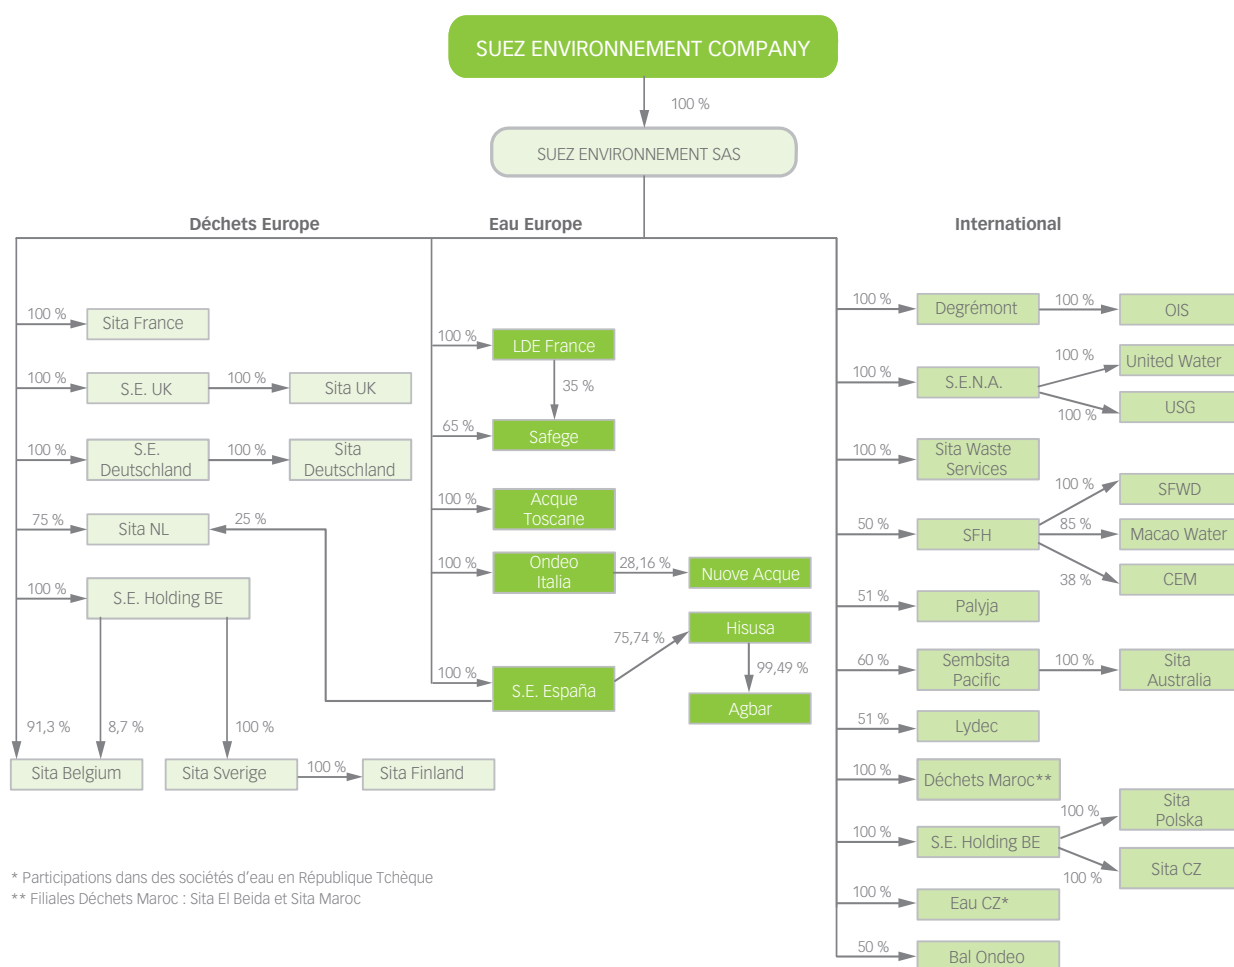 SUEZ ENVIRONNEMENT COMPANY
100 %
SUEZ ENVIRONNEMENT SAS
Déchets Europe
100 %
Sita France
100 %
S.E. UK
100 %
Sita UK
100 %
S.E.
Deutschland
100 %
Sita
Deutschland
75 %
Sita NL
25 %
100 %
S.E. Holding BE
91,3 %
8,7 %
100 %
Sita Belgium
Sita Sverige
100 %
Sita Finland
Eau Europe
100 %
LDE France
35 %
65 %
Safege
100 %
Acque
Toscane
100 %
Ondeo
Italia
28,16 %
Nuove Acque
100 %
S.E. España
75,74 %
Hisusa
99,49 %
Agbar
International
100 %
Degrémont
100 %
OIS
100 %
S.E.N.A.
100 %
United Water
100 %
USG
100 %
Sita Waste
Services
50 %
SFH
100 %
SFWD
85 %
Macao Water
38 %
CEM
51 %
Palyja
60 %
Sembsita
Pacific
100 %
Sita
Australia
51 %
Lydec
100 %
Déchets Maroc**
100 %
S.E. Holding BE
100 %
Sita
Polska
100 %
Sita CZ
100 %
Eau CZ*
50 %
Bal Ondeo
* Participations dans des sociétés d'eau en République Tchèque
** Filiales Déchets Maroc : Sita El Beida et Sita Maroc